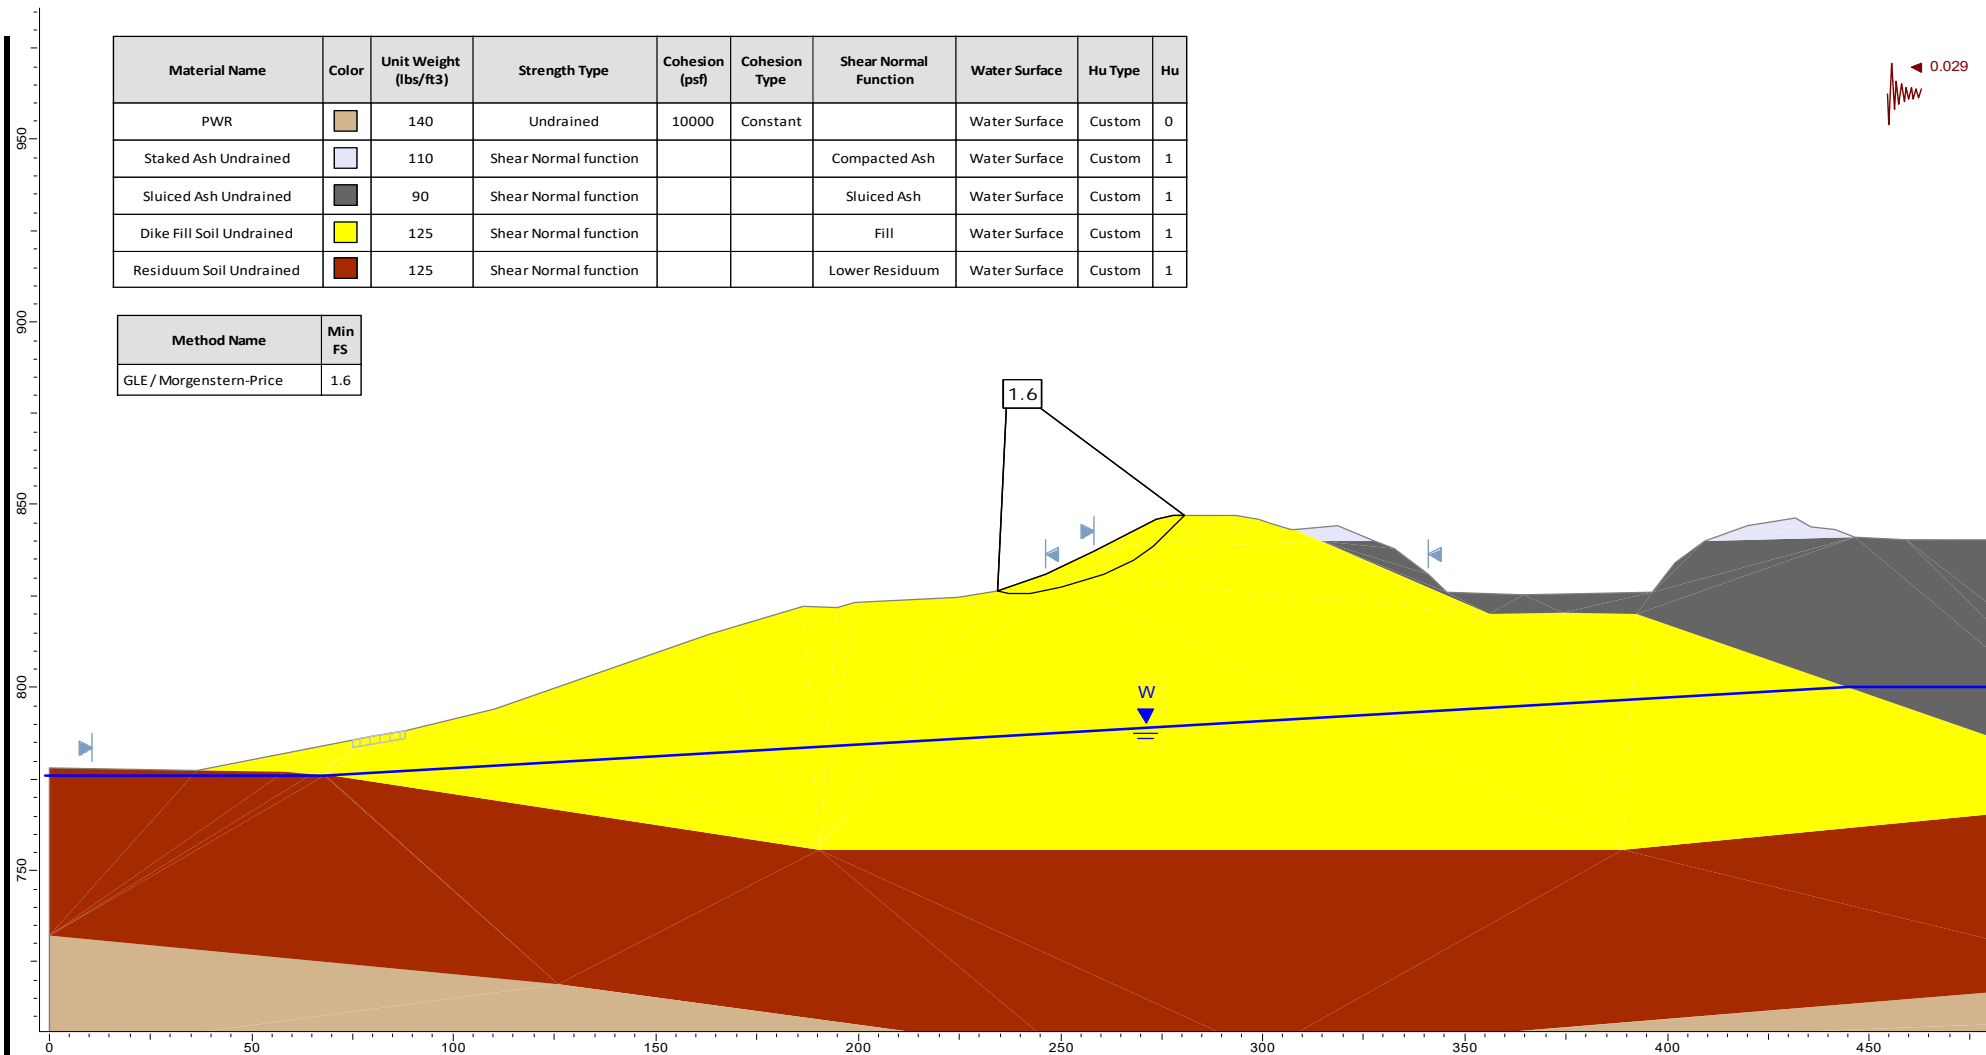 Material Name Color Unit Weight (lbs/ft3) Strength Type Cohesion (psf) Cohesion Type Shear Normal Function Water Surface Hu Type Hu
PWR 140 Undrained 10000 Constant Water Surface Custom 0
Staked Ash Undrained 110 Shear Normal function Compacted Ash Water Surface Custom 1
Sluiced Ash Undrained 90 Shear Normal function Sluiced Ash Water Surface Custom 1
Dike Fill Soil Undrained 125 Shear Normal function Fill Water Surface Custom 1
Residuum Soil Undrained 125 Shear Normal function Lower Residuum Water Surface Custom 1
0.029
Method Name Min FS
GLE / Morgenstern-Price 1.6
1.6
W
950
900
850
800
750
0 50 100 150 200 250 300 350 400 450